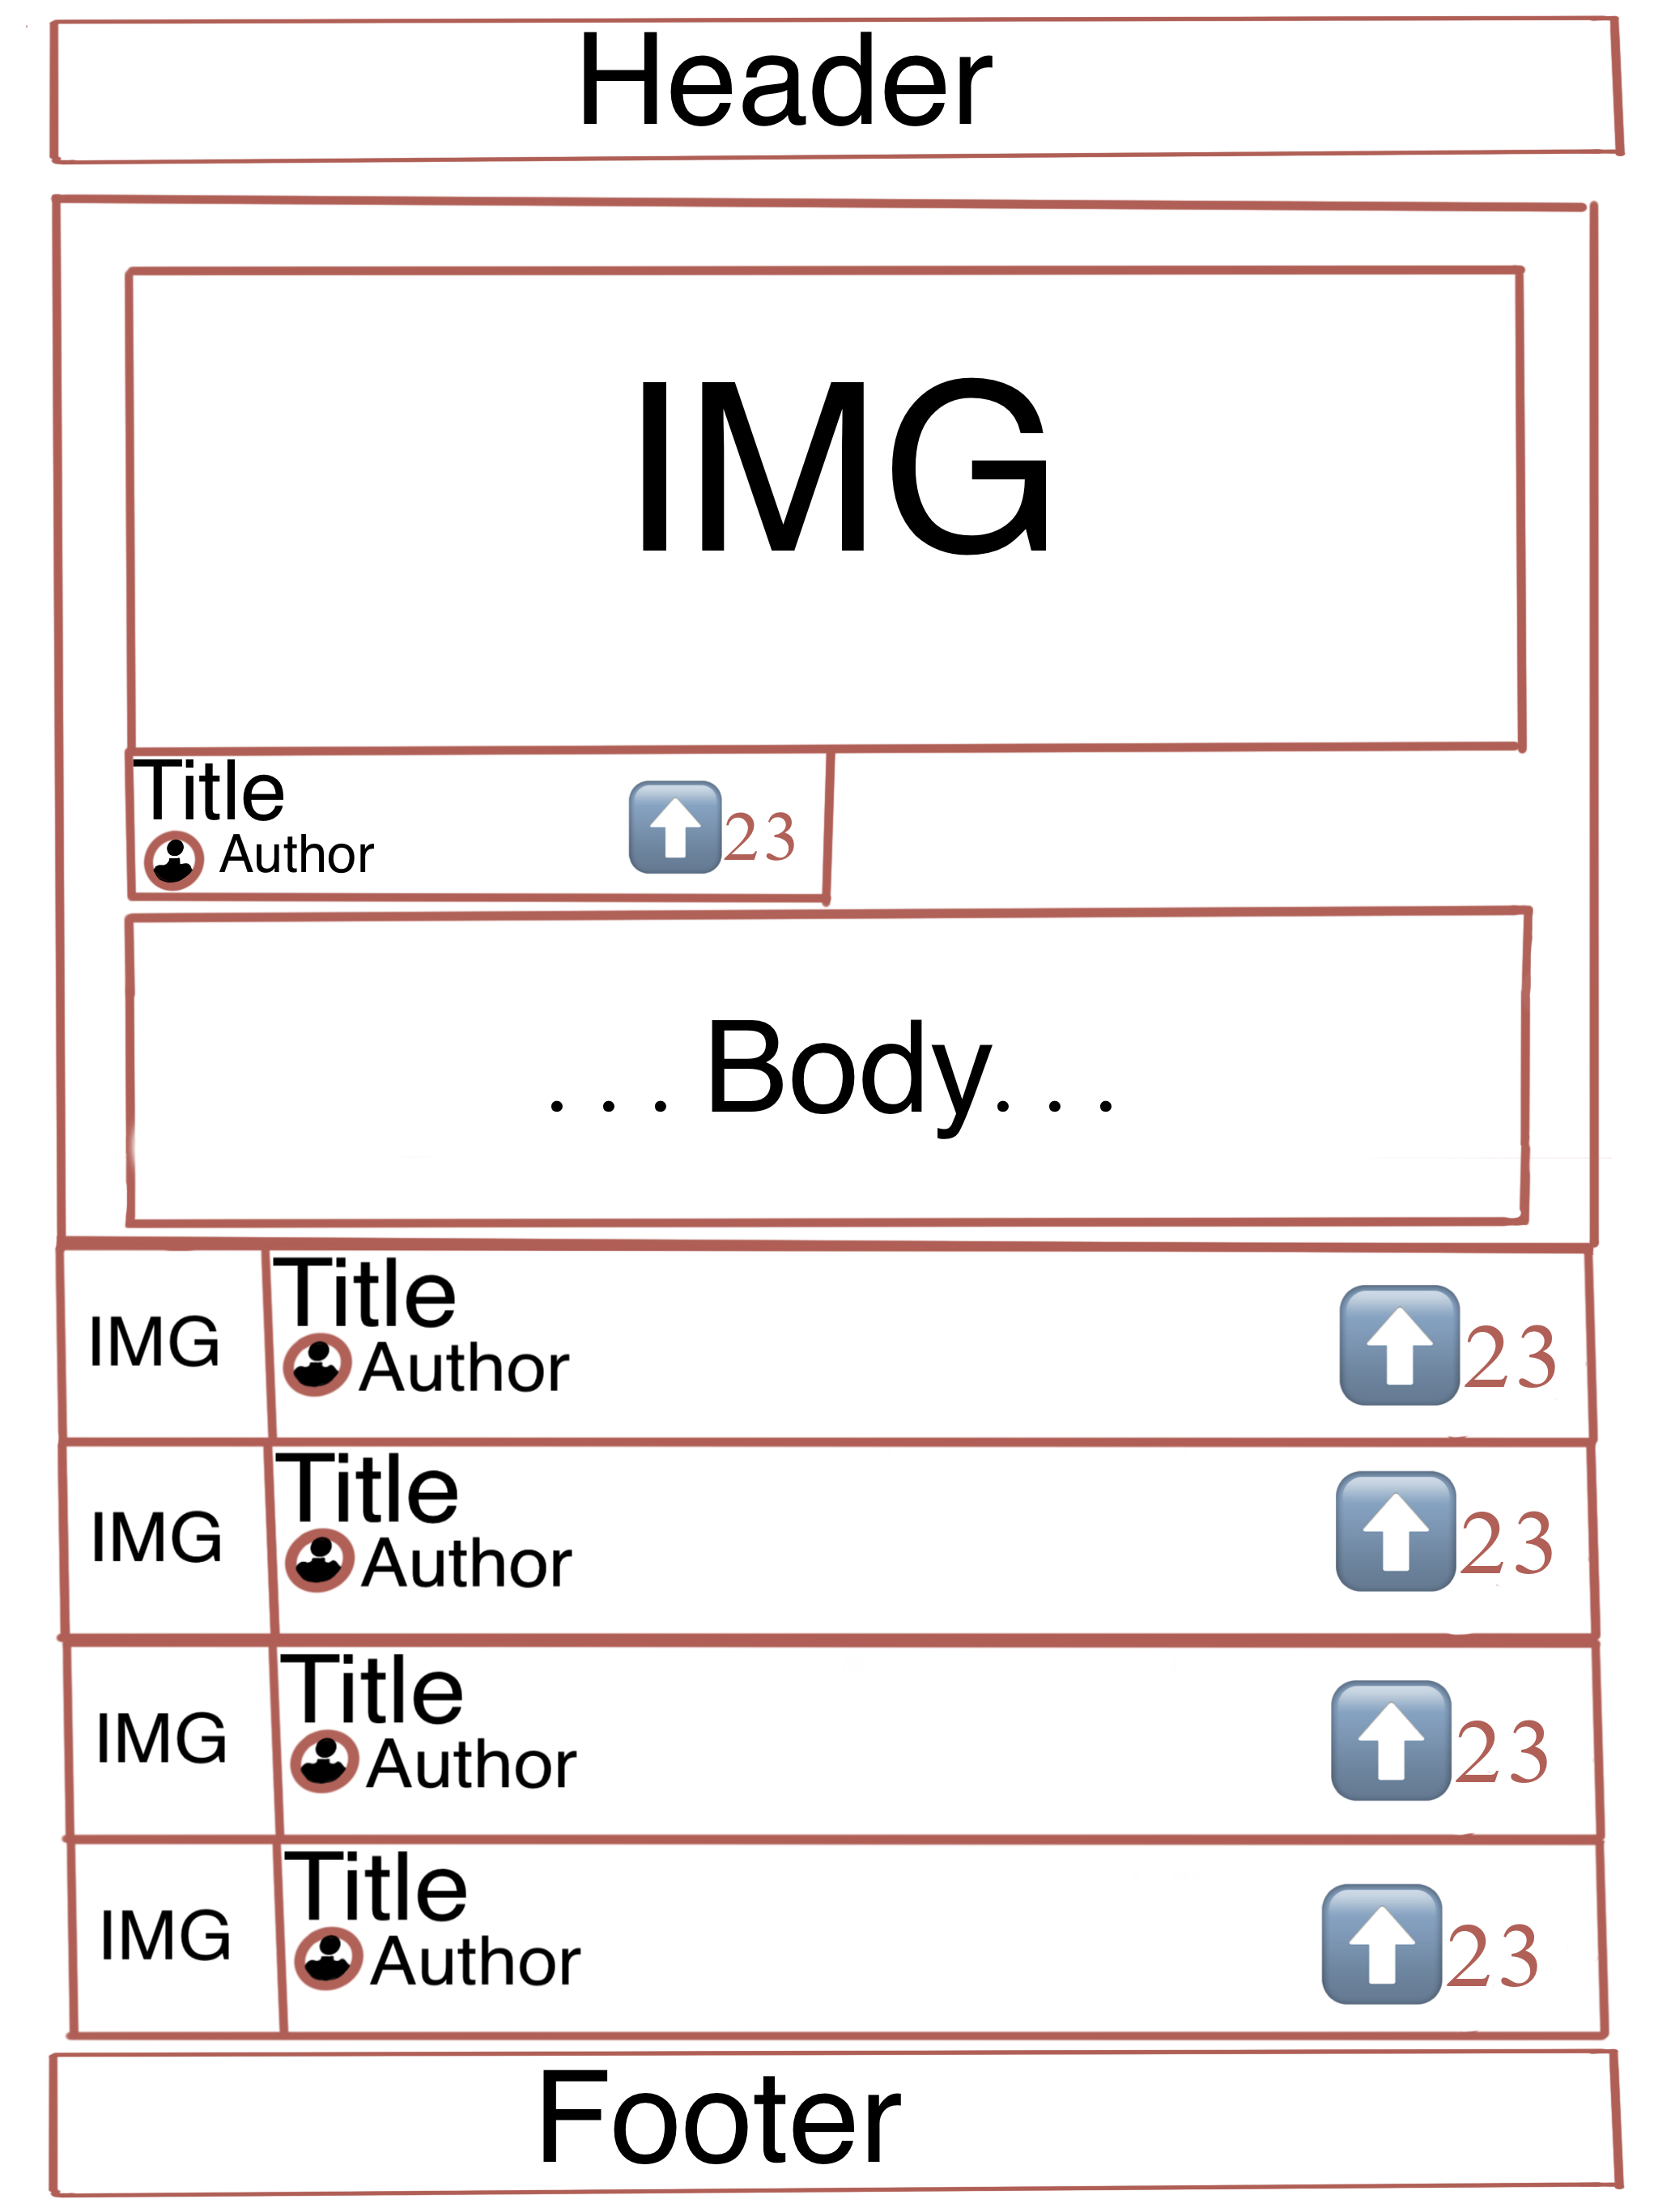 Header
IMG
Title
Author
⬆️23
. . . Body. . .
IMG
Title
Author
⬆️23
IMG
Title
Author
⬆️23
IMG
Title
Author
⬆️23
IMG
Title
Author
⬆️23
Footer